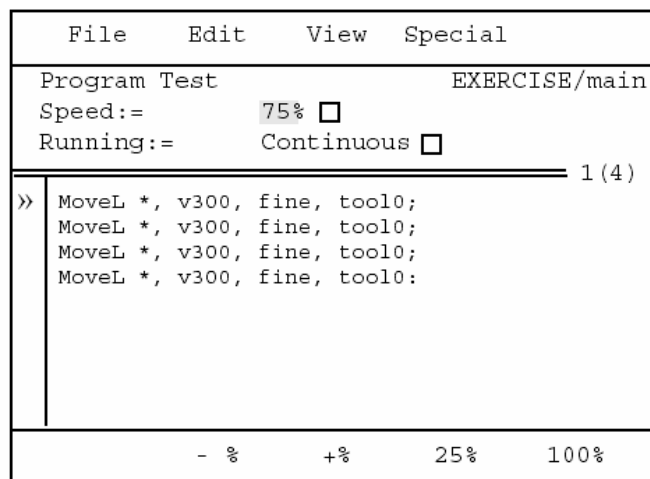 File Edit View Special
Program Test EXERCISE/main
Speed:= 75%
Running:= Continuous
1(4)
» MoveL *, v300, fine, tool0;
MoveL *, v300, fine, tool0;
MoveL *, v300, fine, tool0;
MoveL *, v300, fine, tool0:
- % +% 25% 100%